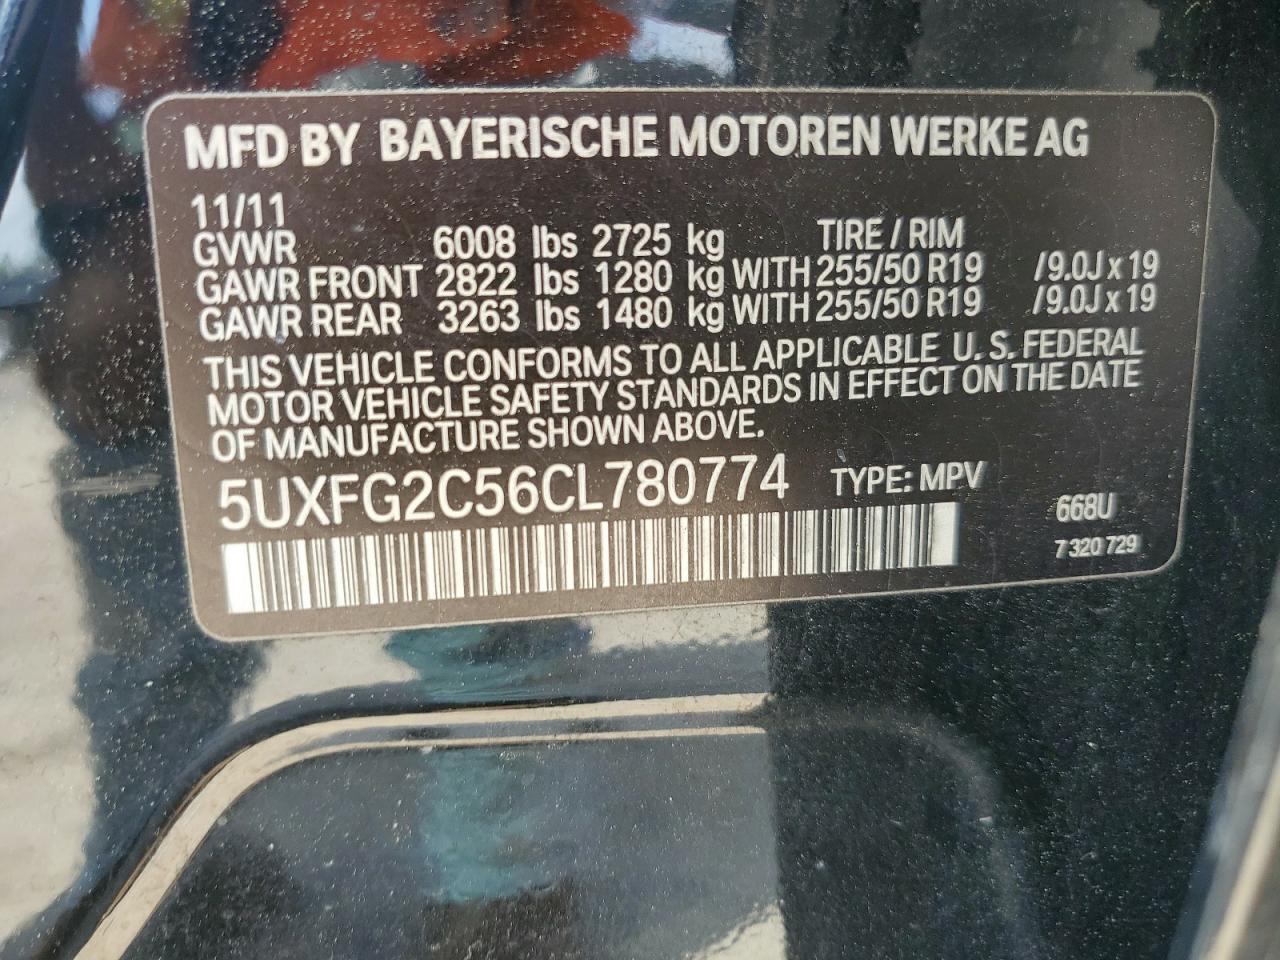 MFD BY BAYERISCHE MOTOREN WERKE AG
11/11
GVWR 6008 lbs 2725 kg TIRE / RIM
GAWR FRONT 2822 lbs 1280 kg WITH 255/50 R19 /9.0J x 19
GAWR REAR 3263 lbs 1480 kg WITH 255/50 R19 /9.0J x 19
THIS VEHICLE CONFORMS TO ALL APPLICABLE U.S. FEDERAL
MOTOR VEHICLE SAFETY STANDARDS IN EFFECT ON THE DATE
OF MANUFACTURE SHOWN ABOVE.
5UXFG2C56CL780774 TYPE: MPV
668U
7 320 729